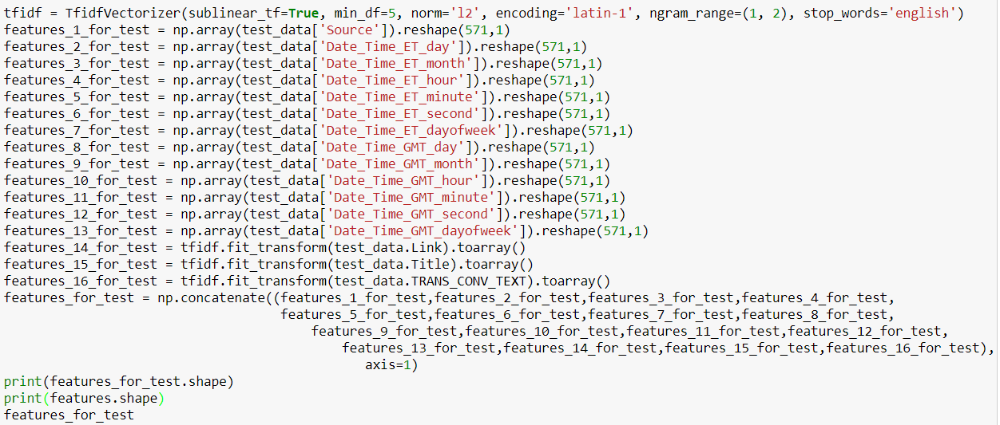 tfidf = TfidfVectorizer(sublinear_tf=True, min_df=5, norm='l2', encoding='latin-1', ngram_range=(1, 2), stop_words='english')
features_1_for_test = np.array(test_data['Source']).reshape(571,1)
features_2_for_test = np.array(test_data['Date_Time_ET_day']).reshape(571,1)
features_3_for_test = np.array(test_data['Date_Time_ET_month']).reshape(571,1)
features_4_for_test = np.array(test_data['Date_Time_ET_hour']).reshape(571,1)
features_5_for_test = np.array(test_data['Date_Time_ET_minute']).reshape(571,1)
features_6_for_test = np.array(test_data['Date_Time_ET_second']).reshape(571,1)
features_7_for_test = np.array(test_data['Date_Time_ET_dayofweek']).reshape(571,1)
features_8_for_test = np.array(test_data['Date_Time_GMT_day']).reshape(571,1)
features_9_for_test = np.array(test_data['Date_Time_GMT_month']).reshape(571,1)
features_10_for_test = np.array(test_data['Date_Time_GMT_hour']).reshape(571,1)
features_11_for_test = np.array(test_data['Date_Time_GMT_minute']).reshape(571,1)
features_12_for_test = np.array(test_data['Date_Time_GMT_second']).reshape(571,1)
features_13_for_test = np.array(test_data['Date_Time_GMT_dayofweek']).reshape(571,1)
features_14_for_test = tfidf.fit_transform(test_data.Link).toarray()
features_15_for_test = tfidf.fit_transform(test_data.Title).toarray()
features_16_for_test = tfidf.fit_transform(test_data.TRANS_CONV_TEXT).toarray()
features_for_test = np.concatenate((features_1_for_test,features_2_for_test,features_3_for_test,features_4_for_test,
features_5_for_test,features_6_for_test,features_7_for_test,features_8_for_test,
features_9_for_test,features_10_for_test,features_11_for_test,features_12_for_test,
features_13_for_test,features_14_for_test,features_15_for_test,features_16_for_test),
axis=1)
print(features_for_test.shape)
print(features.shape)
features_for_test